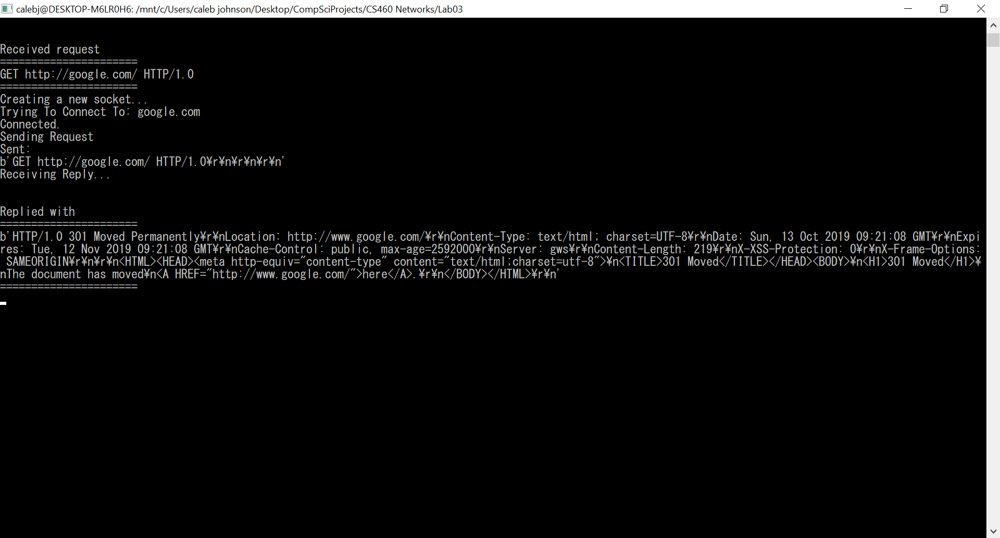 calebj@DESKTOP-M6LR0H6: /mnt/c/Users/caleb johnson/Desktop/CompSciProjects/CS460 Networks/Lab03
Received request
======================
GET http://google.com/ HTTP/1.0
======================
Creating a new socket...
Trying To Connect To: google.com
Connected.
Sending Request
Sent:
b'GET http://google.com/ HTTP/1.0¥r¥n¥r¥n¥r¥n'
Receiving Reply...
Replied with
======================
b'HTTP/1.0 301 Moved Permanently¥r¥nLocation: http://www.google.com/¥r¥nContent-Type: text/html; charset=UTF-8¥r¥nDate: Sun, 13 Oct 2019 09:21:08 GMT¥r¥nExpi
res: Tue, 12 Nov 2019 09:21:08 GMT¥r¥nCache-Control: public, max-age=2592000¥r¥nServer: gws¥r¥nContent-Length: 219¥r¥nX-XSS-Protection: 0¥r¥nX-Frame-Options:
 SAMEORIGIN¥r¥n¥r¥n<HTML><HEAD><meta http-equiv="content-type" content="text/html;charset=utf-8">¥n<TITLE>301 Moved</TITLE></HEAD><BODY>¥n<H1>301 Moved</H1>¥
nThe document has moved¥n<A HREF="http://www.google.com/">here</A>.¥r¥n</BODY></HTML>¥r¥n'
======================